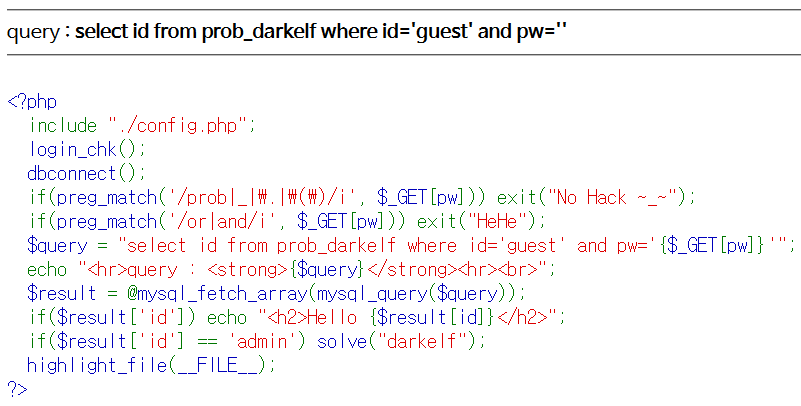 query : select id from prob_darkelf where id='guest' and pw=''
<?php
include "./config.php";
login_chk();
dbconnect();
if(preg_match('/prob|_|₩.|₩(₩)/i', $_GET[pw])) exit("No Hack ~_~");
if(preg_match('/or|and/i', $_GET[pw])) exit("HeHe");
$query = "select id from prob_darkelf where id='guest' and pw='{$_GET[pw]}'";
echo "<hr>query : <strong>{$query}</strong><hr><br>";
$result = @mysql_fetch_array(mysql_query($query));
if($result['id']) echo "<h2>Hello {$result[id]}</h2>";
if($result['id'] == 'admin') solve("darkelf");
highlight_file(__FILE__);
?>